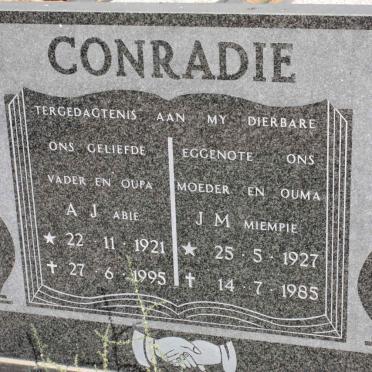 CONRADIE
TERGEDAGTENIS AAN MY DIERBARE
ONS GELIEFDE
VADER EN OUPA
A J ABIE
★ 22 · 11 · 1921
✝ 27 · 6 · 1995
EGGENOTE ONS
MOEDER EN OUMA
J M MIEMPIE
★ 25 · 5 · 1927
✝ 14 · 7 · 1985